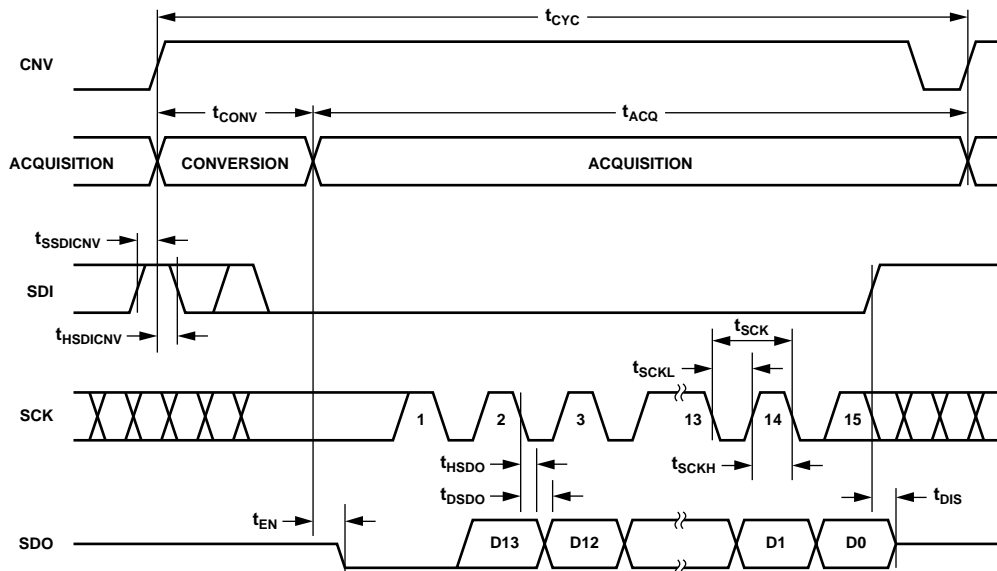 tCYC
CNV
tCONV
tACQ
ACQUISITION
CONVERSION
ACQUISITION
tSSDICNV
SDI
tHSDICNV
tSCK
tSCKL
SCK
1
2
3
13
14
15
tHSDO
tSCKH
tDSDO
tEN
tDIS
SDO
D13
D12
D1
D0